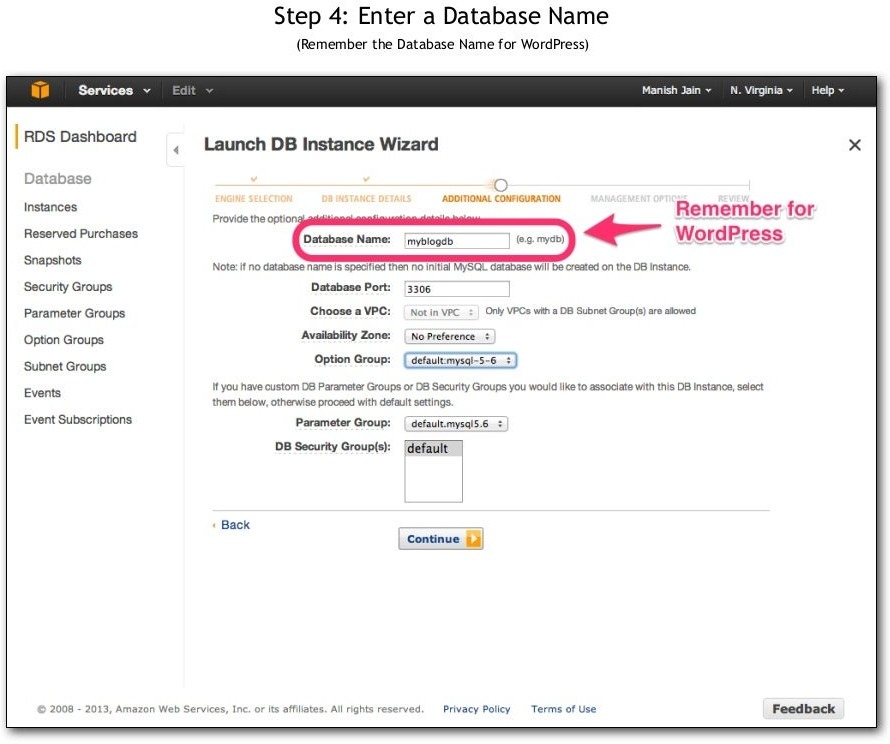 Step 4: Enter a Database Name
(Remember the Database Name for WordPress)
Services Edit Manish Jain N. Virginia Help
RDS Dashboard
Database
Instances
Reserved Purchases
Snapshots
Security Groups
Parameter Groups
Option Groups
Subnet Groups
Events
Event Subscriptions
Launch DB Instance Wizard
ENGINE SELECTION DB INSTANCE DETAILS ADDITIONAL CONFIGURATION MANAGEMENT OPTIONS REVIEW
Provide the optional additional configuration details below.
Remember for
WordPress
Database Name: myblogdb (e.g. mydb)
Note: if no database name is specified then no initial MySQL database will be created on the DB Instance.
Database Port: 3306
Choose a VPC: Not in VPC Only VPCs with a DB Subnet Group(s) are allowed
Availability Zone: No Preference
Option Group: default:mysql-5-6
If you have custom DB Parameter Groups or DB Security Groups you would like to associate with this DB Instance, select
them below, otherwise proceed with default settings.
Parameter Group: default.mysql5.6
DB Security Group(s): default
Back
Continue
© 2008 - 2013, Amazon Web Services, Inc. or its affiliates. All rights reserved. Privacy Policy Terms of Use Feedback